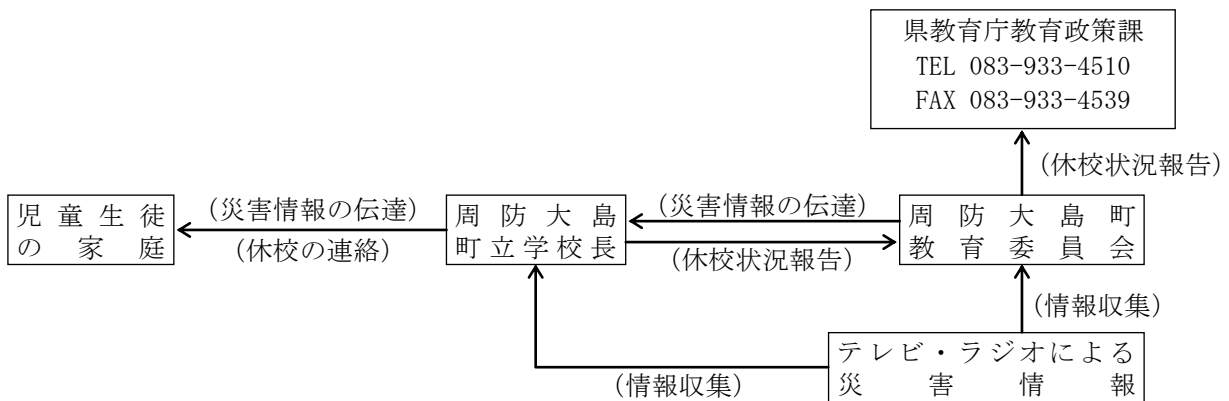 県教育庁教育政策課
TEL 083-933-4510
FAX 083-933-4539
(休校状況報告)
児童生徒
の家庭
(災害情報の伝達)
(休校の連絡)
周防大島
町立学校長
(災害情報の伝達)
(休校状況報告)
周防大島町
教育委員会
(情報収集)
(情報収集)
テレビ・ラジオによる
災害情報